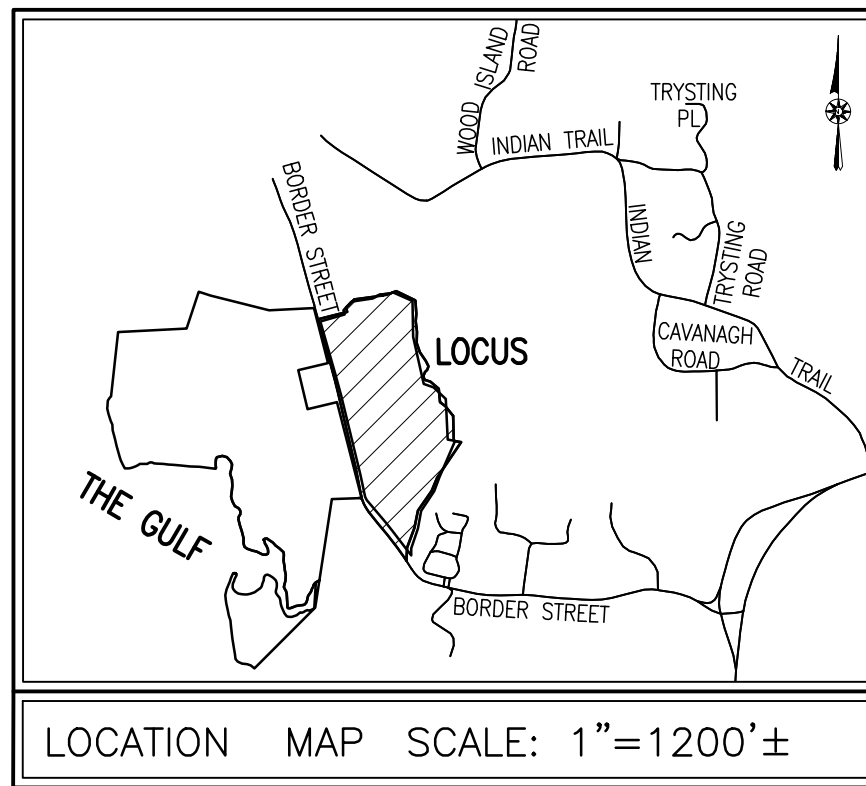 WOOD ISLAND
ROAD
TRYSTING
PL
INDIAN TRAIL
BORDER STREET
INDIAN
TRYSTING
ROAD
LOCUS
CAVANAGH
ROAD
TRAIL
THE GULF
BORDER STREET
LOCATION MAP SCALE: 1"=1200'±